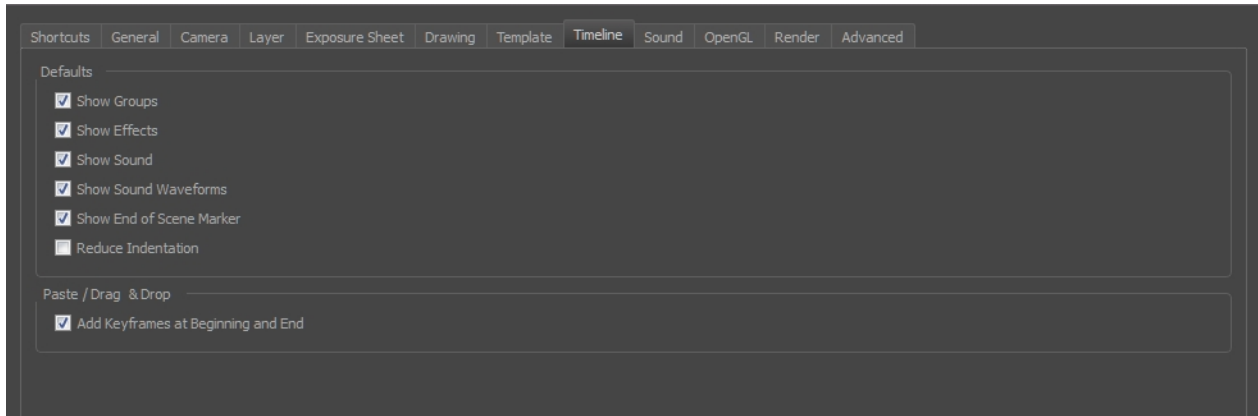 Shortcuts General Camera Layer Exposure Sheet Drawing Template Timeline Sound OpenGL Render Advanced
Defaults
Show Groups
Show Effects
Show Sound
Show Sound Waveforms
Show End of Scene Marker
Reduce Indentation
Paste / Drag & Drop
Add Keyframes at Beginning and End